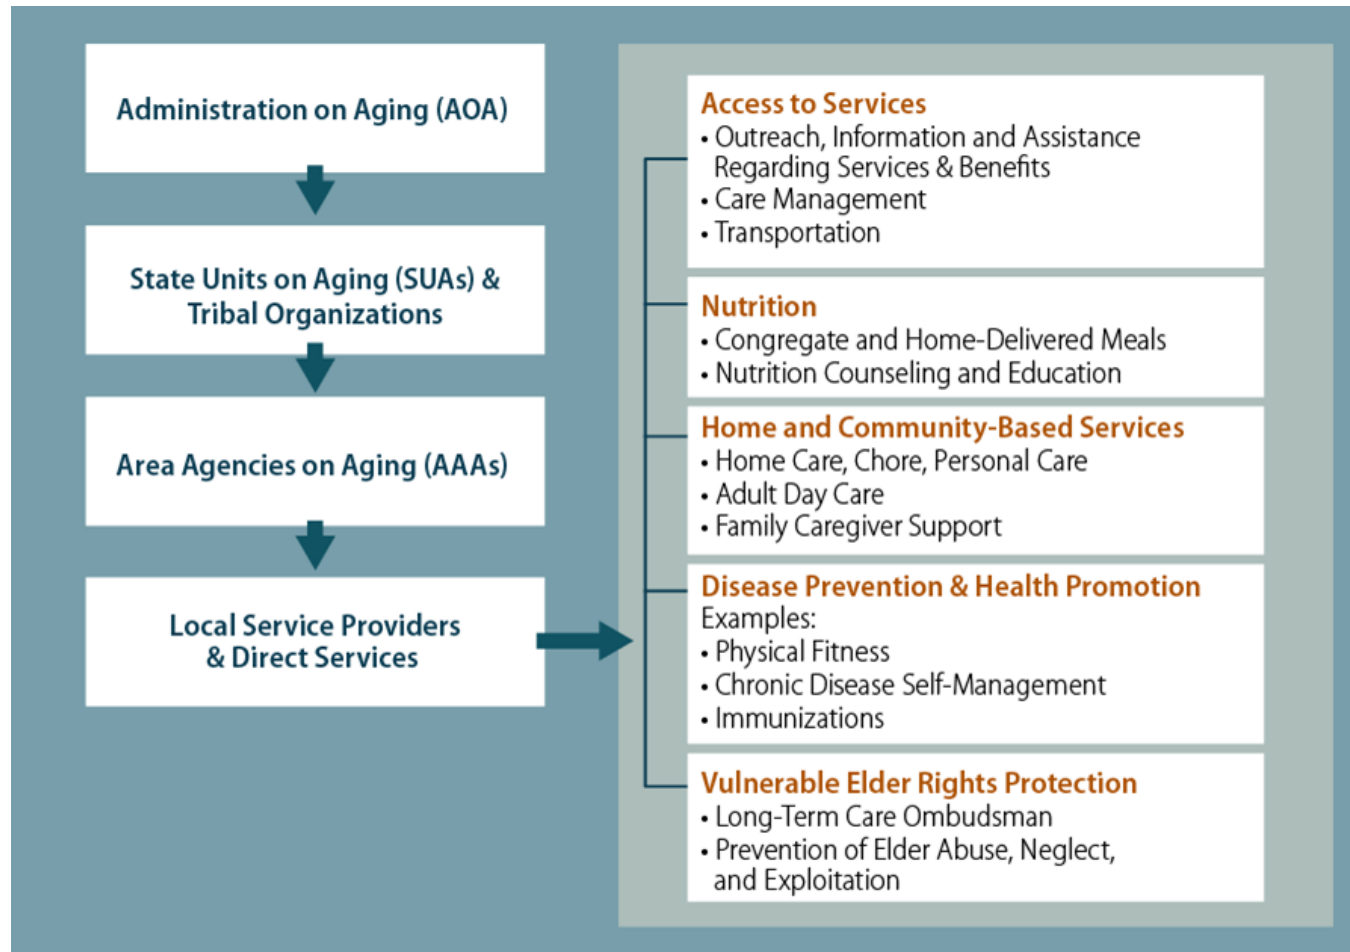 Administration on Aging (AOA)
State Units on Aging (SUAs) &
Tribal Organizations
Area Agencies on Aging (AAAs)
Local Service Providers
& Direct Services
Access to Services
• Outreach, Information and Assistance
Regarding Services & Benefits
• Care Management
• Transportation
Nutrition
• Congregate and Home-Delivered Meals
• Nutrition Counseling and Education
Home and Community-Based Services
• Home Care, Chore, Personal Care
• Adult Day Care
• Family Caregiver Support
Disease Prevention & Health Promotion
Examples:
• Physical Fitness
• Chronic Disease Self-Management
• Immunizations
Vulnerable Elder Rights Protection
• Long-Term Care Ombudsman
• Prevention of Elder Abuse, Neglect,
and Exploitation